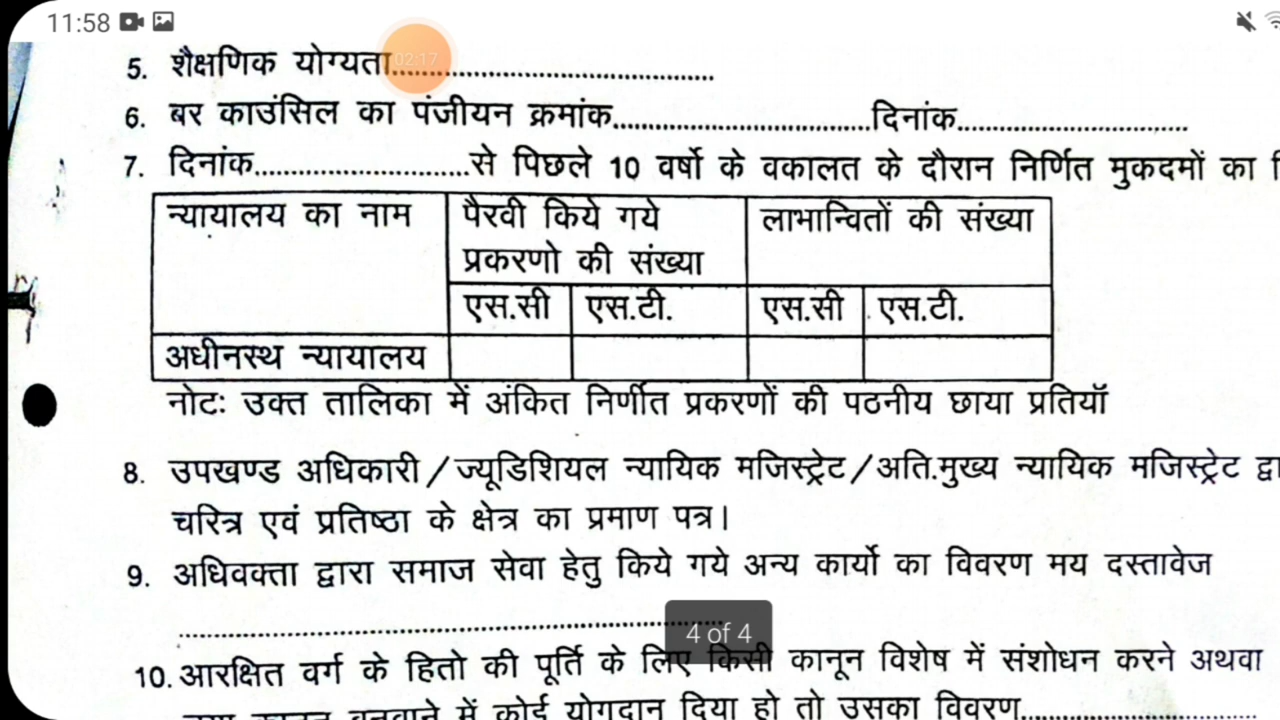 11:58
02:17
5. शैक्षणिक योग्यता................................................
6. बर काउंसिल का पंजीयन क्रमांक.................................दिनांक.............................
7. दिनांक...........................से पिछले 10 वर्षो के वकालत के दौरान निर्णित मुकदमों का
न्यायालय का नाम पैरवी किये गये प्रकरणो की संख्या लाभान्वितों की संख्या
एस.सी एस.टी. एस.सी एस.टी.
अधीनस्थ न्यायालय
नोटः उक्त तालिका में अंकित निर्णीत प्रकरणों की पठनीय छाया प्रतियॉ
8. उपखण्ड अधिकारी/ज्यूडिशियल न्यायिक मजिस्ट्रेट/अति.मुख्य न्यायिक मजिस्ट्रेट
चरित्र एवं प्रतिष्ठा के क्षेत्र का प्रमाण पत्र।
9. अधिवक्ता द्वारा समाज सेवा हेतु किये गये अन्य कार्यो का विवरण मय दस्तावेज
......................................................................
4 of 4
10. आरक्षित वर्ग के हितो की पूर्ति के लिए किसी कानून विशेष में संशोधन करने अथवा
बनवाने में कोई योगदान दिया हो तो उसका विवरण..............................